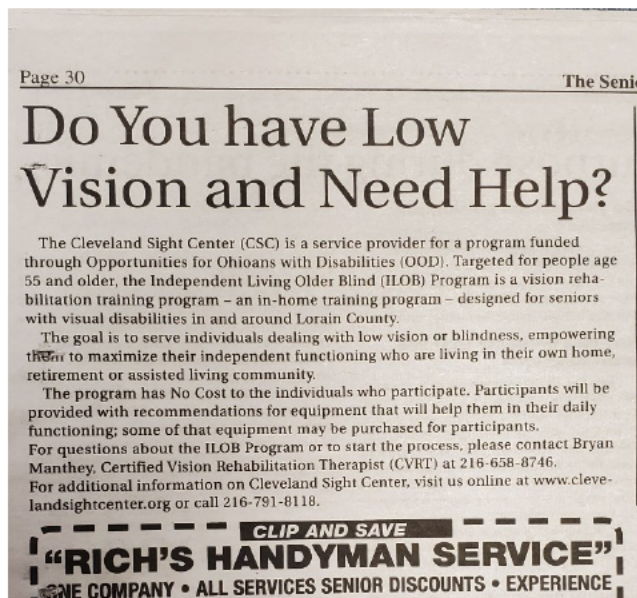 Page 30
The Seni
Do You have Low
Vision and Need Help?
The Cleveland Sight Center (CSC) is a service provider for a program funded
through Opportunities for Ohioans with Disabilities (OOD). Targeted for people age
55 and older, the Independent Living Older Blind (ILOB) Program is a vision reha-
bilitation training program – an in-home training program – designed for seniors
with visual disabilities in and around Lorain County.
The goal is to serve individuals dealing with low vision or blindness, empowering
them to maximize their independent functioning who are living in their own home,
retirement or assisted living community.
The program has No Cost to the individuals who participate. Participants will be
provided with recommendations for equipment that will help them in their daily
functioning; some of that equipment may be purchased for participants.
For questions about the ILOB Program or to start the process, please contact Bryan
Manthey, Certified Vision Rehabilitation Therapist (CVRT) at 216-658-8746.
For additional information on Cleveland Sight Center, visit us online at www.cleve-
landsightcenter.org or call 216-791-8118.
CLIP AND SAVE
"RICH'S HANDYMAN SERVICE"
ONE COMPANY • ALL SERVICES SENIOR DISCOUNTS • EXPERIENCE